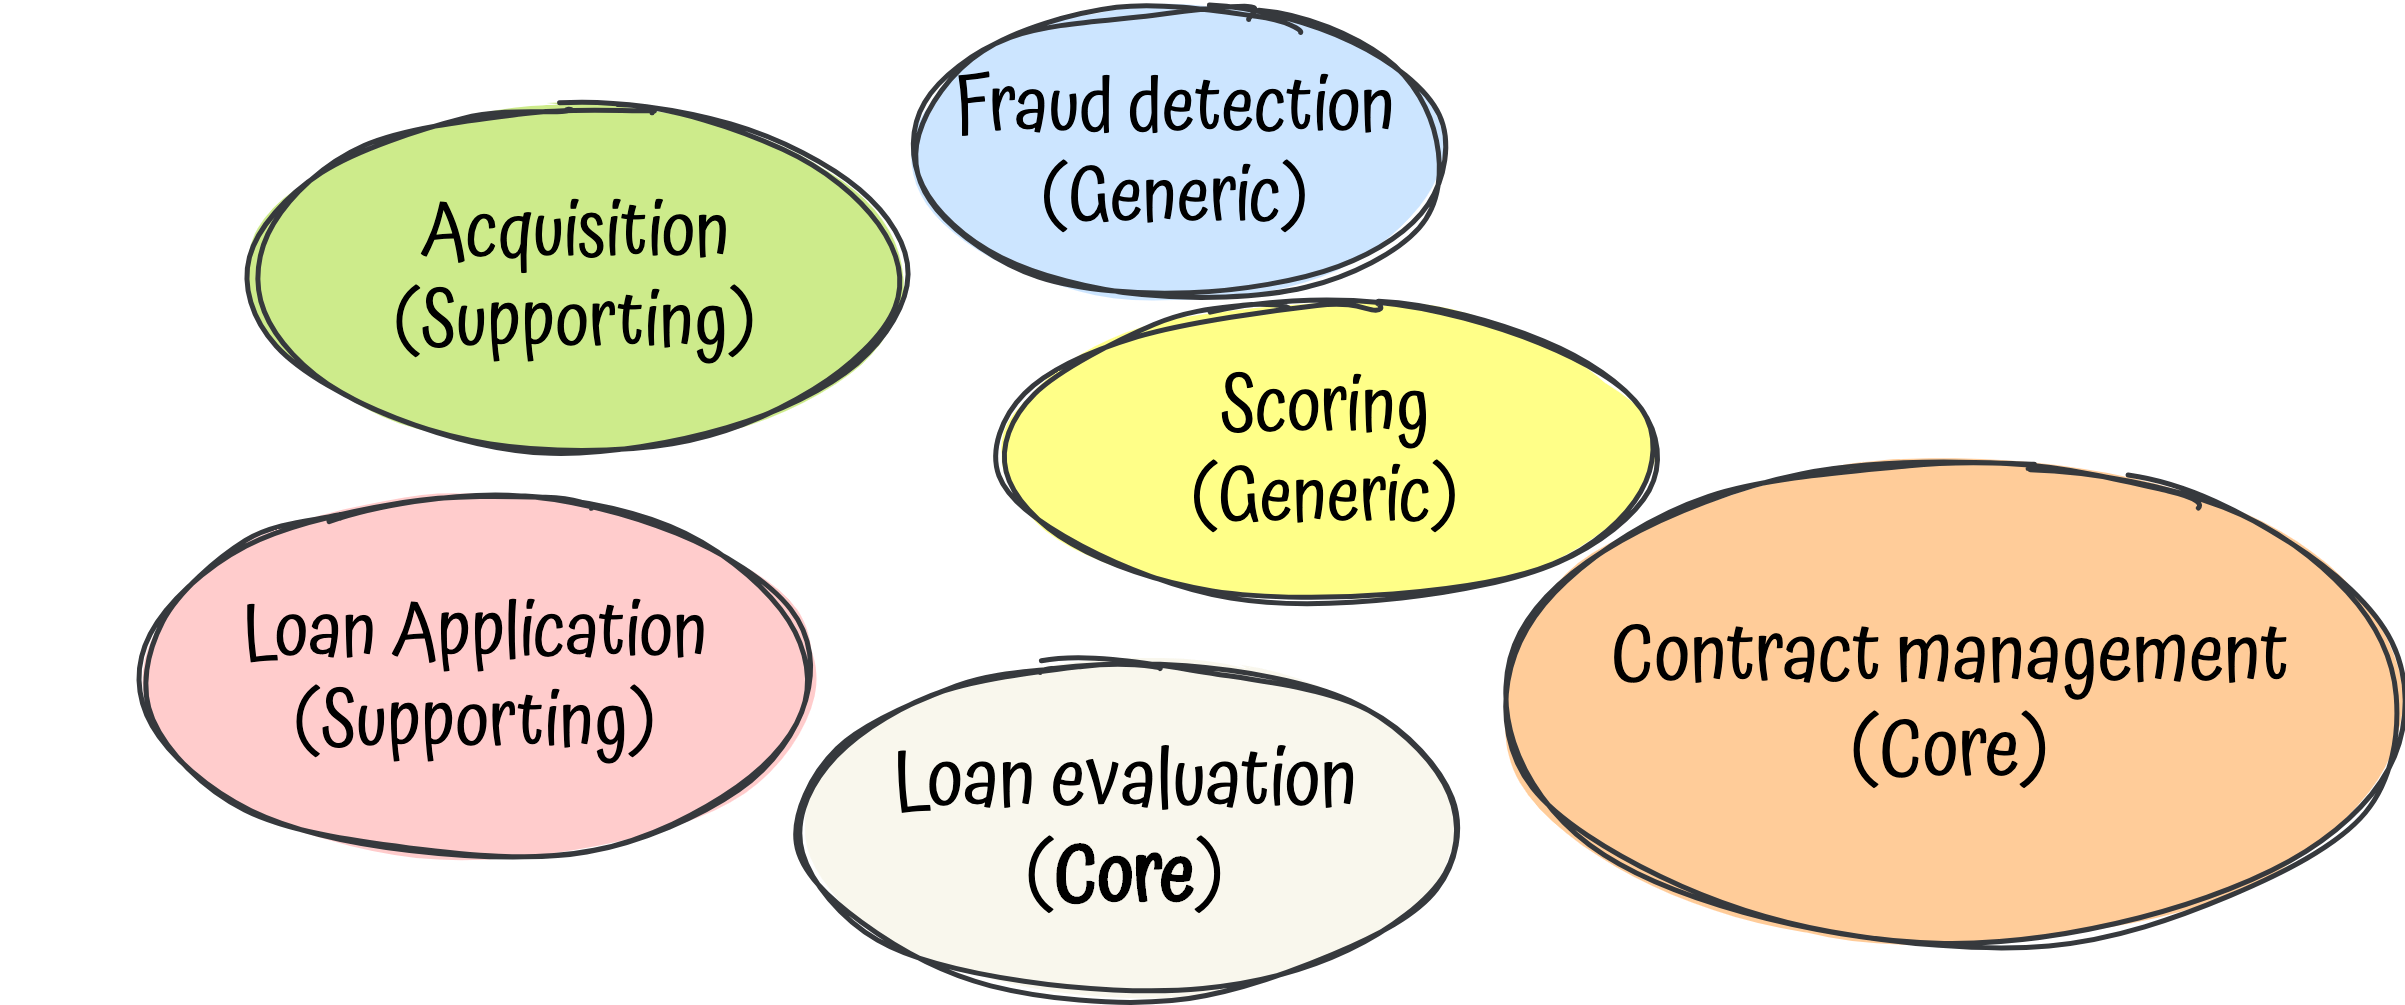 Fraud detection
(Generic)
Acquisition
(Supporting)
Scoring
(Generic)
Loan Application
(Supporting)
Contract management
(Core)
Loan evaluation
(Core)